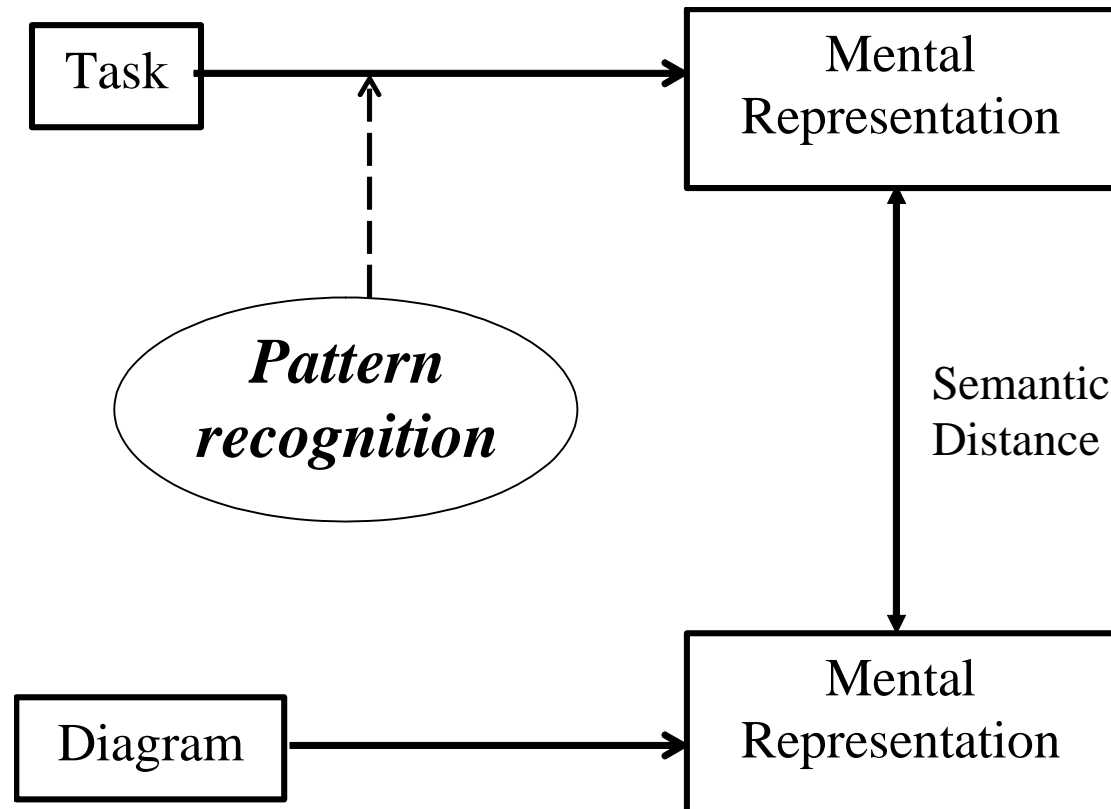 Task
Mental
Representation
Pattern
recognition
Semantic
Distance
Diagram
Mental
Representation